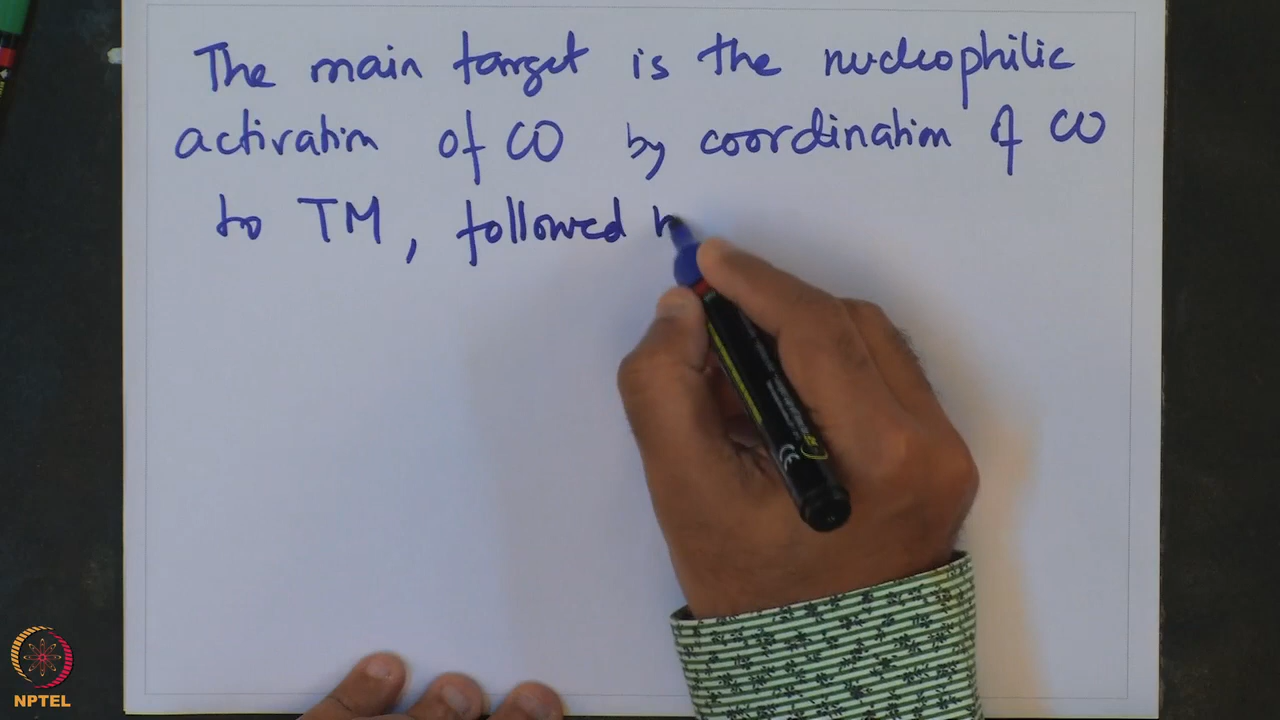 The main target is the nucleophilic
activation of CO by coordination of CO
to TM, followed
NPTEL